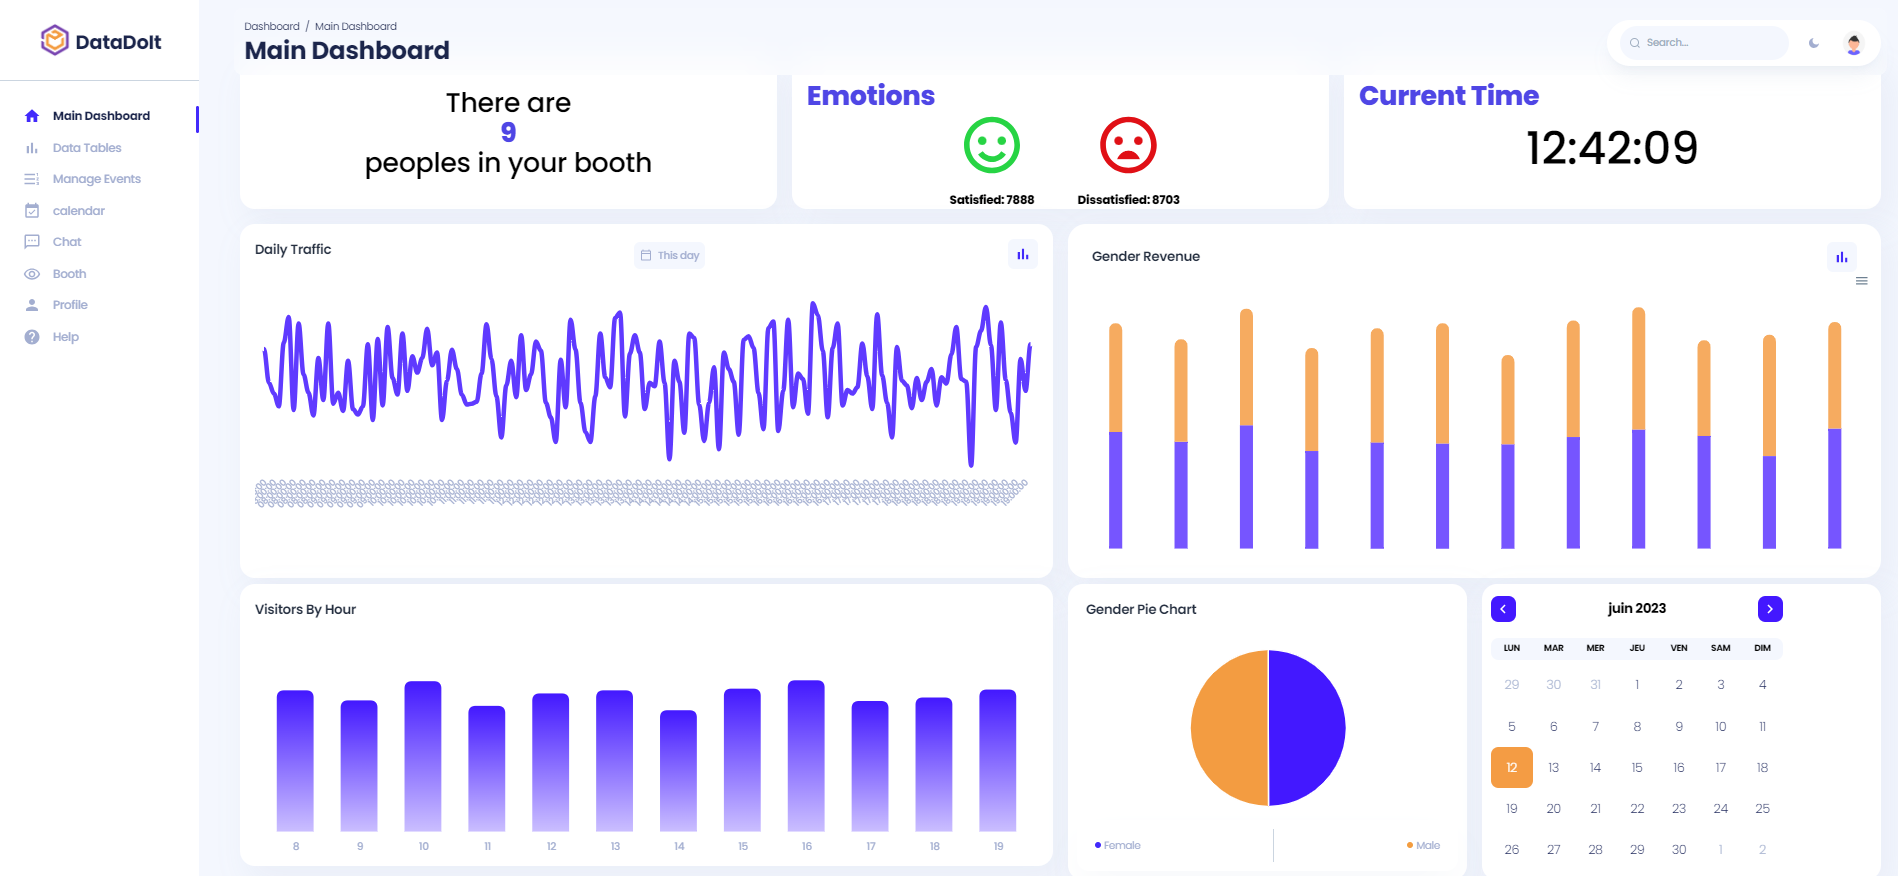 DataDoIt
Main Dashboard
Data Tables
Manage Events
calendar
Chat
Booth
Profile
Help
Dashboard / Main Dashboard
Main Dashboard
Search...
There are
9
peoples in your booth
Emotions
Satisfied: 7888
Dissatisfied: 8703
Current Time
12:42:09
Daily Traffic
This day
Gender Revenue
Visitors By Hour
8 9 10 11 12 13 14 15 16 17 18 19
Gender Pie Chart
Female
Male
juin 2023
LUN MAR MER JEU VEN SAM DIM
29 30 31 1 2 3 4
5 6 7 8 9 10 11
12 13 14 15 16 17 18
19 20 21 22 23 24 25
26 27 28 29 30 1 2